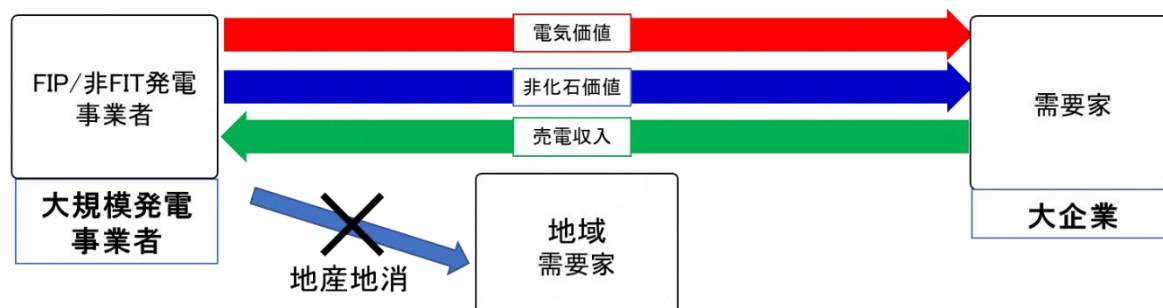 電気価値
FIP/非FIT発電
事業者
非化石価値
需要家
売電収入
大規模発電
事業者
大企業
地域
需要家
地産地消